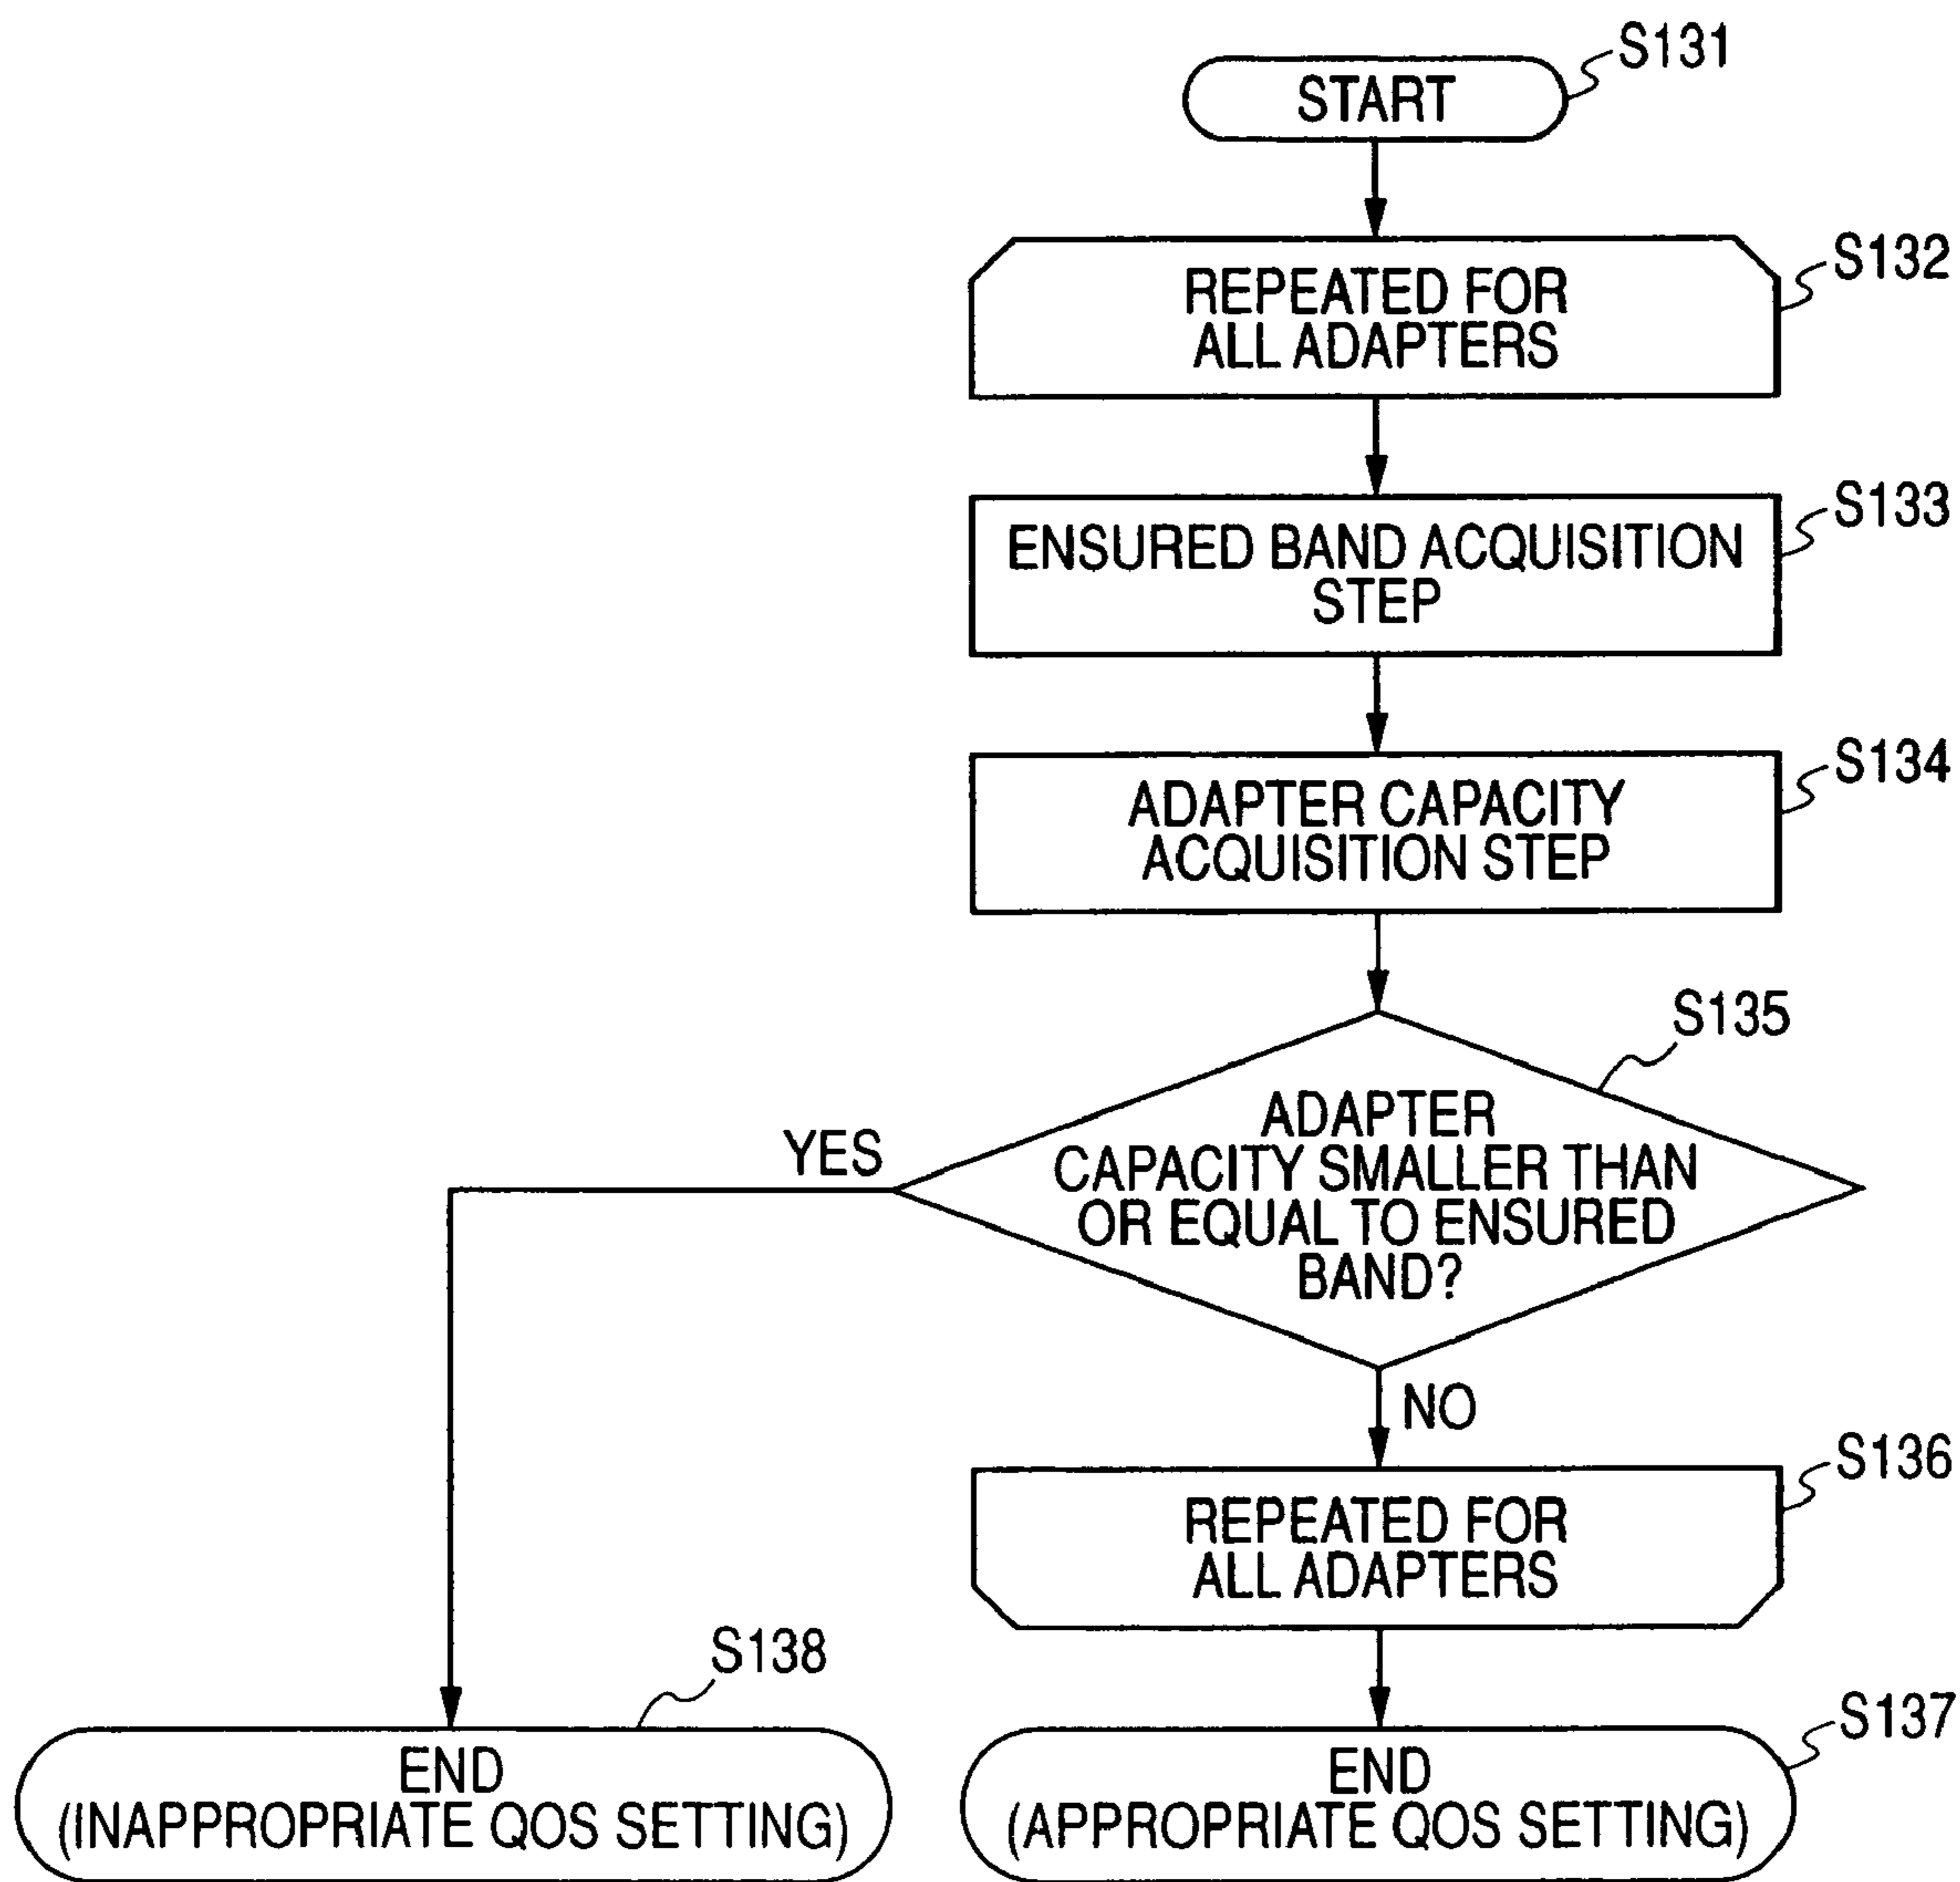 S131
START
S132
REPEATED FOR
ALL ADAPTERS
S133
ENSURED BAND ACQUISITION
STEP
S134
ADAPTER CAPACITY
ACQUISITION STEP
S135
ADAPTER
CAPACITY SMALLER THAN
OR EQUAL TO ENSURED
BAND?
YES
NO
S136
REPEATED FOR
ALL ADAPTERS
S138
END
(INAPPROPRIATE QOS SETTING)
S137
END
(APPROPRIATE QOS SETTING)